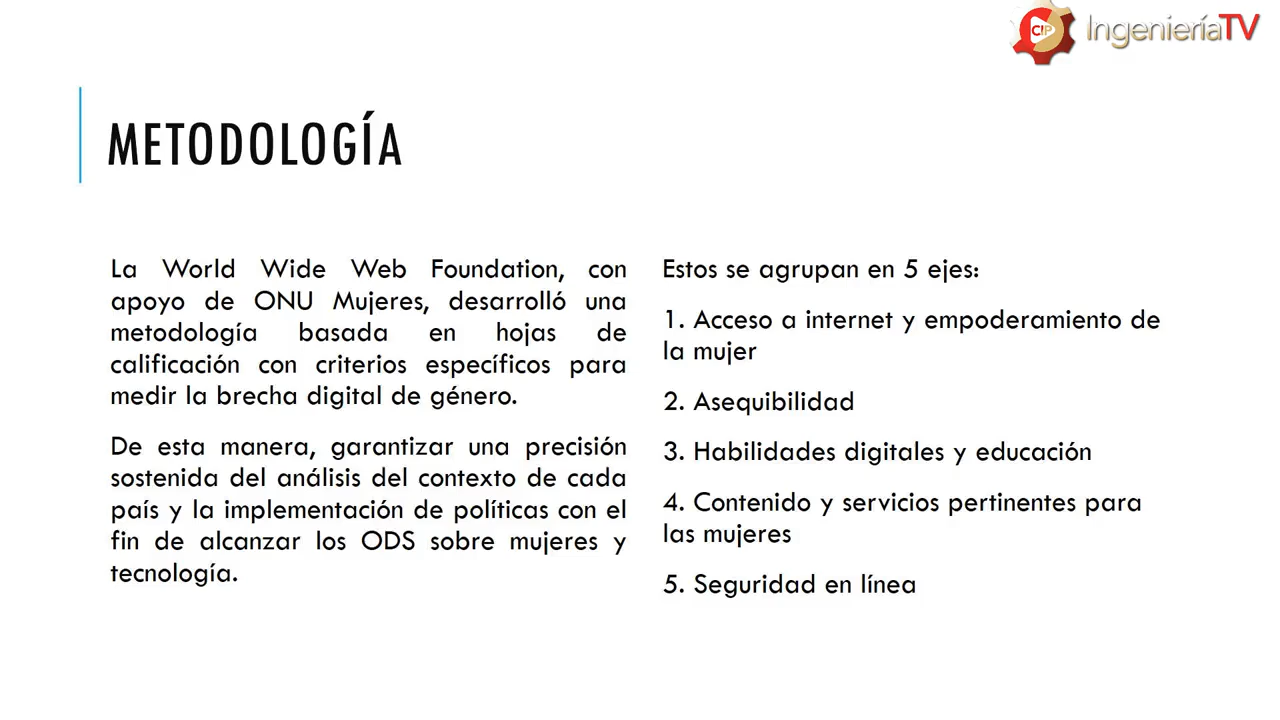 CIP IngenieríaTV
METODOLOGÍA
La World Wide Web Foundation, con
apoyo de ONU Mujeres, desarrolló una
metodología basada en hojas de
calificación con criterios específicos para
medir la brecha digital de género.
De esta manera, garantizar una precisión
sostenida del análisis del contexto de cada
país y la implementación de políticas con el
fin de alcanzar los ODS sobre mujeres y
tecnología.
Estos se agrupan en 5 ejes:
1. Acceso a internet y empoderamiento de
la mujer
2. Asequibilidad
3. Habilidades digitales y educación
4. Contenido y servicios pertinentes para
las mujeres
5. Seguridad en línea